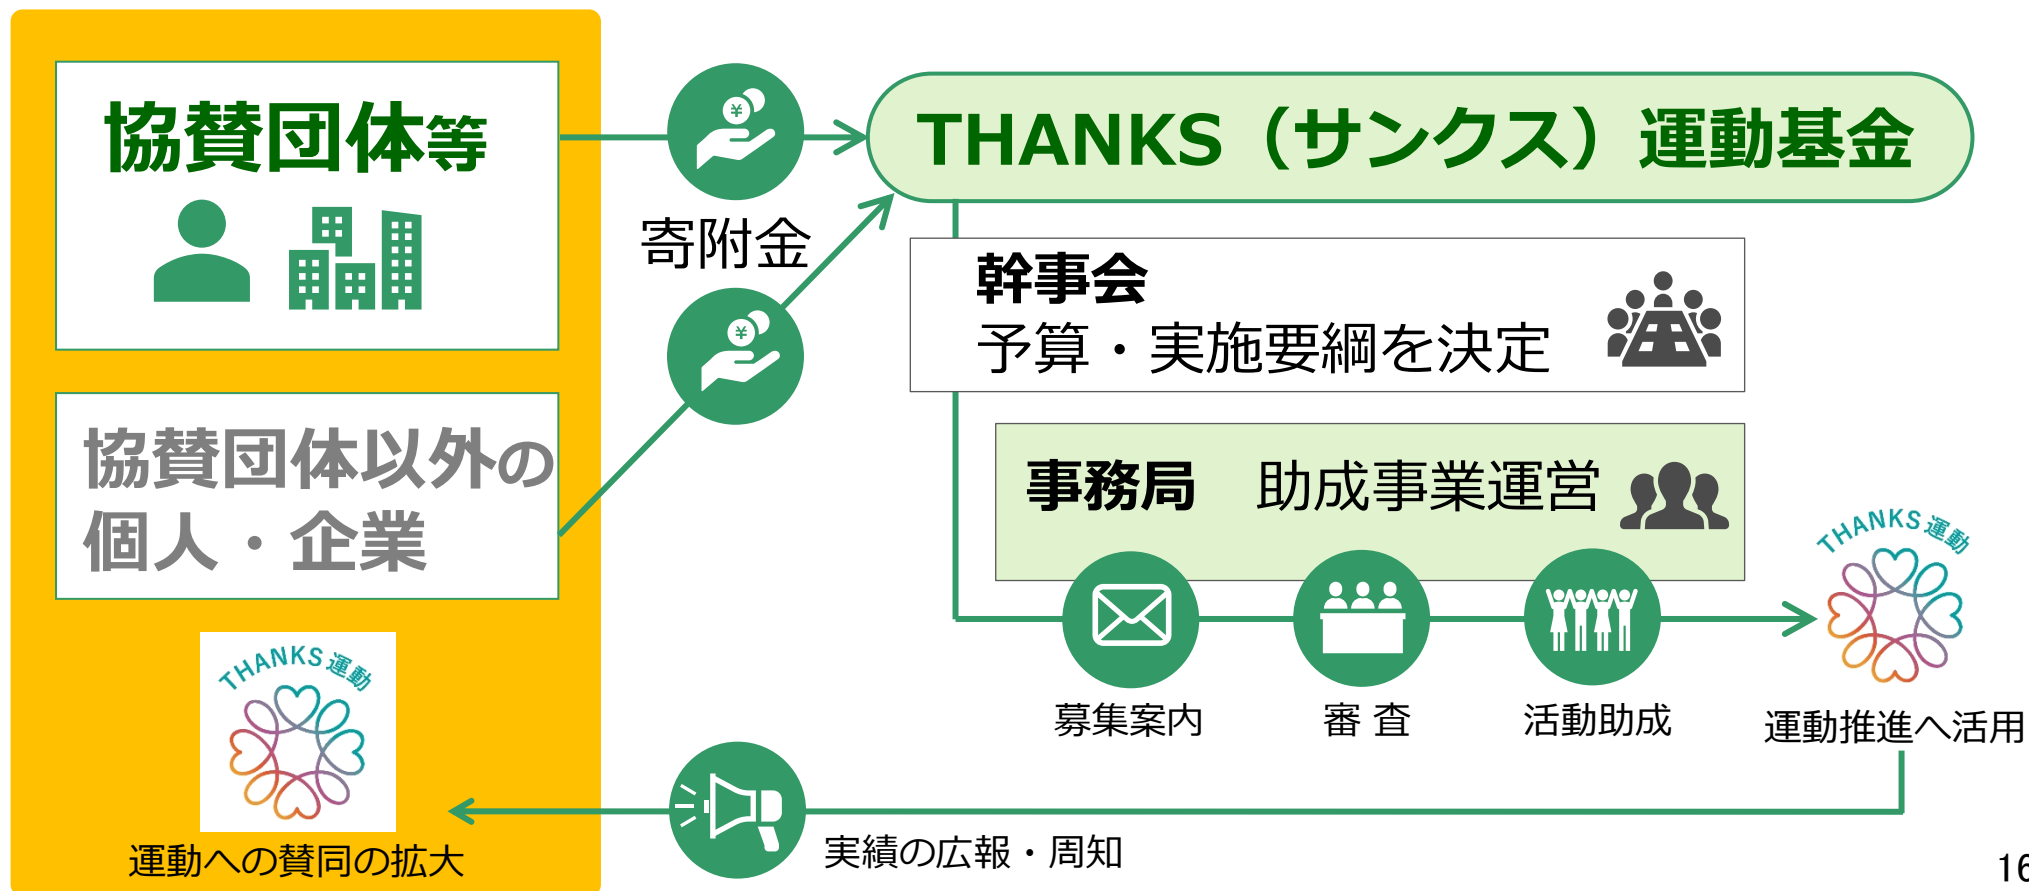 協賛団体等
協賛団体以外の
個人・企業
THANKS運動
運動への賛同の拡大
寄附金
THANKS（サンクス）運動基金
幹事会
予算・実施要綱を決定
事務局　助成事業運営
募集案内
審 査
活動助成
THANKS運動
運動推進へ活用
実績の広報・周知
16